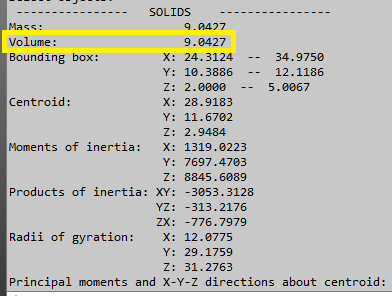 ---------------- SOLIDS ----------------
Mass: 9.0427
Volume: 9.0427
Bounding box: X: 24.3124 -- 34.9750
Y: 10.3886 -- 12.1186
Z: 2.0000 -- 5.0067
Centroid: X: 28.9183
Y: 11.6702
Z: 2.9484
Moments of inertia: X: 1319.0223
Y: 7697.4703
Z: 8845.6089
Products of inertia: XY: -3053.3128
YZ: -313.2176
ZX: -776.7979
Radii of gyration: X: 12.0775
Y: 29.1759
Z: 31.2763
Principal moments and X-Y-Z directions about centroid: